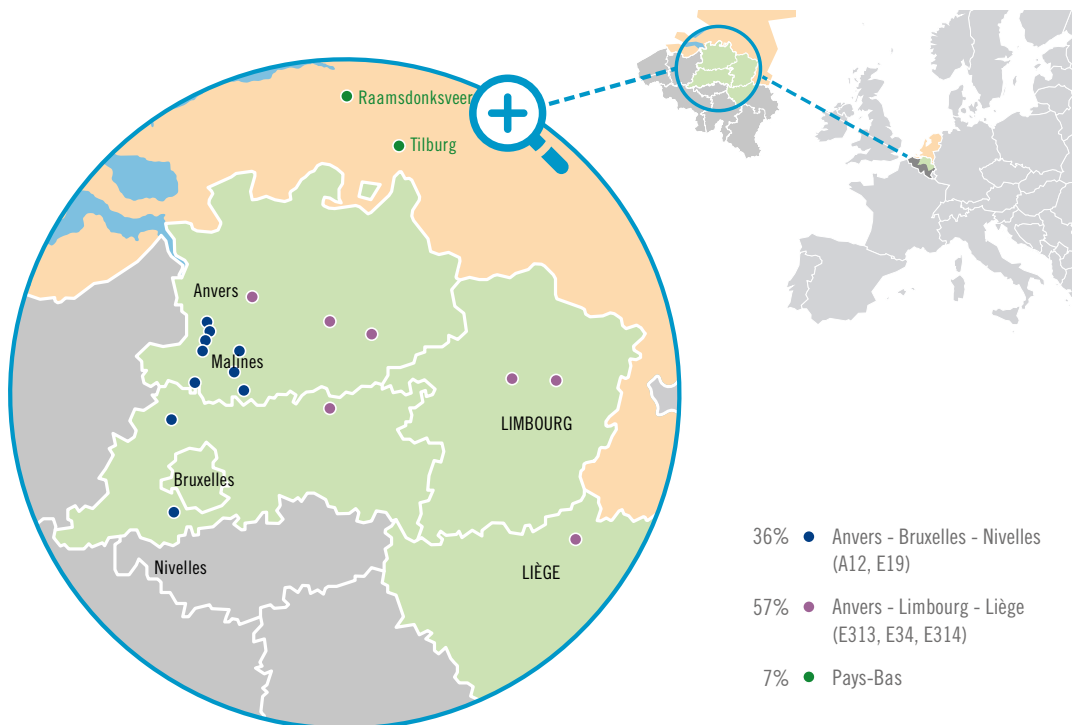 Raamsdonksveer
Tilburg
Anvers
Malines
LIMBOURG
Bruxelles
Nivelles
LIÈGE
36% Anvers - Bruxelles - Nivelles
(A12, E19)
57% Anvers - Limbourg - Liège
(E313, E34, E314)
7% Pays-Bas